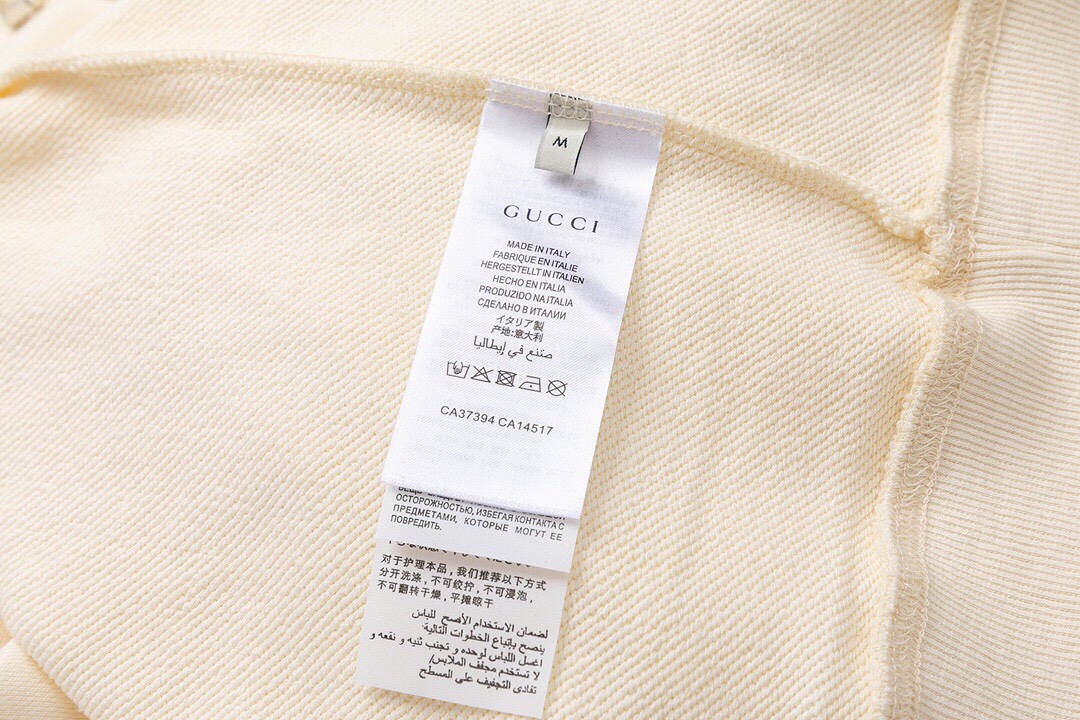 M
GUCCI
MADE IN ITALY
FABRIQUE EN ITALIE
HERGESTELLT IN ITALIEN
HECHO EN ITALIA
PRODUZIDO NA ITALIA
СДЕЛАНО В ИТАЛИИ
イタリア製
产地:意大利
صنع في إيطاليا
CA37394 CA14517
ОСТОРОЖНОСТЬЮ, ИЗБЕГАЯ КОНТАКТА С
ПРЕДМЕТАМИ, КОТОРЫЕ МОГУТ ЕЕ
ПОВРЕДИТЬ.
对于护理本品，我们推荐以下方式
分开洗涤，不可绞拧，不可浸泡，
不可翻转干燥，平摊晾干
لضمان الاستخدام الأصح للباس
ينصح بإتباع الخطوات التالية:
اغسل اللباس لوحده و تجنب ثنيه و نقعه و
لا تستخدم مجفف الملابس/
تفادى التجفيف على المسطح